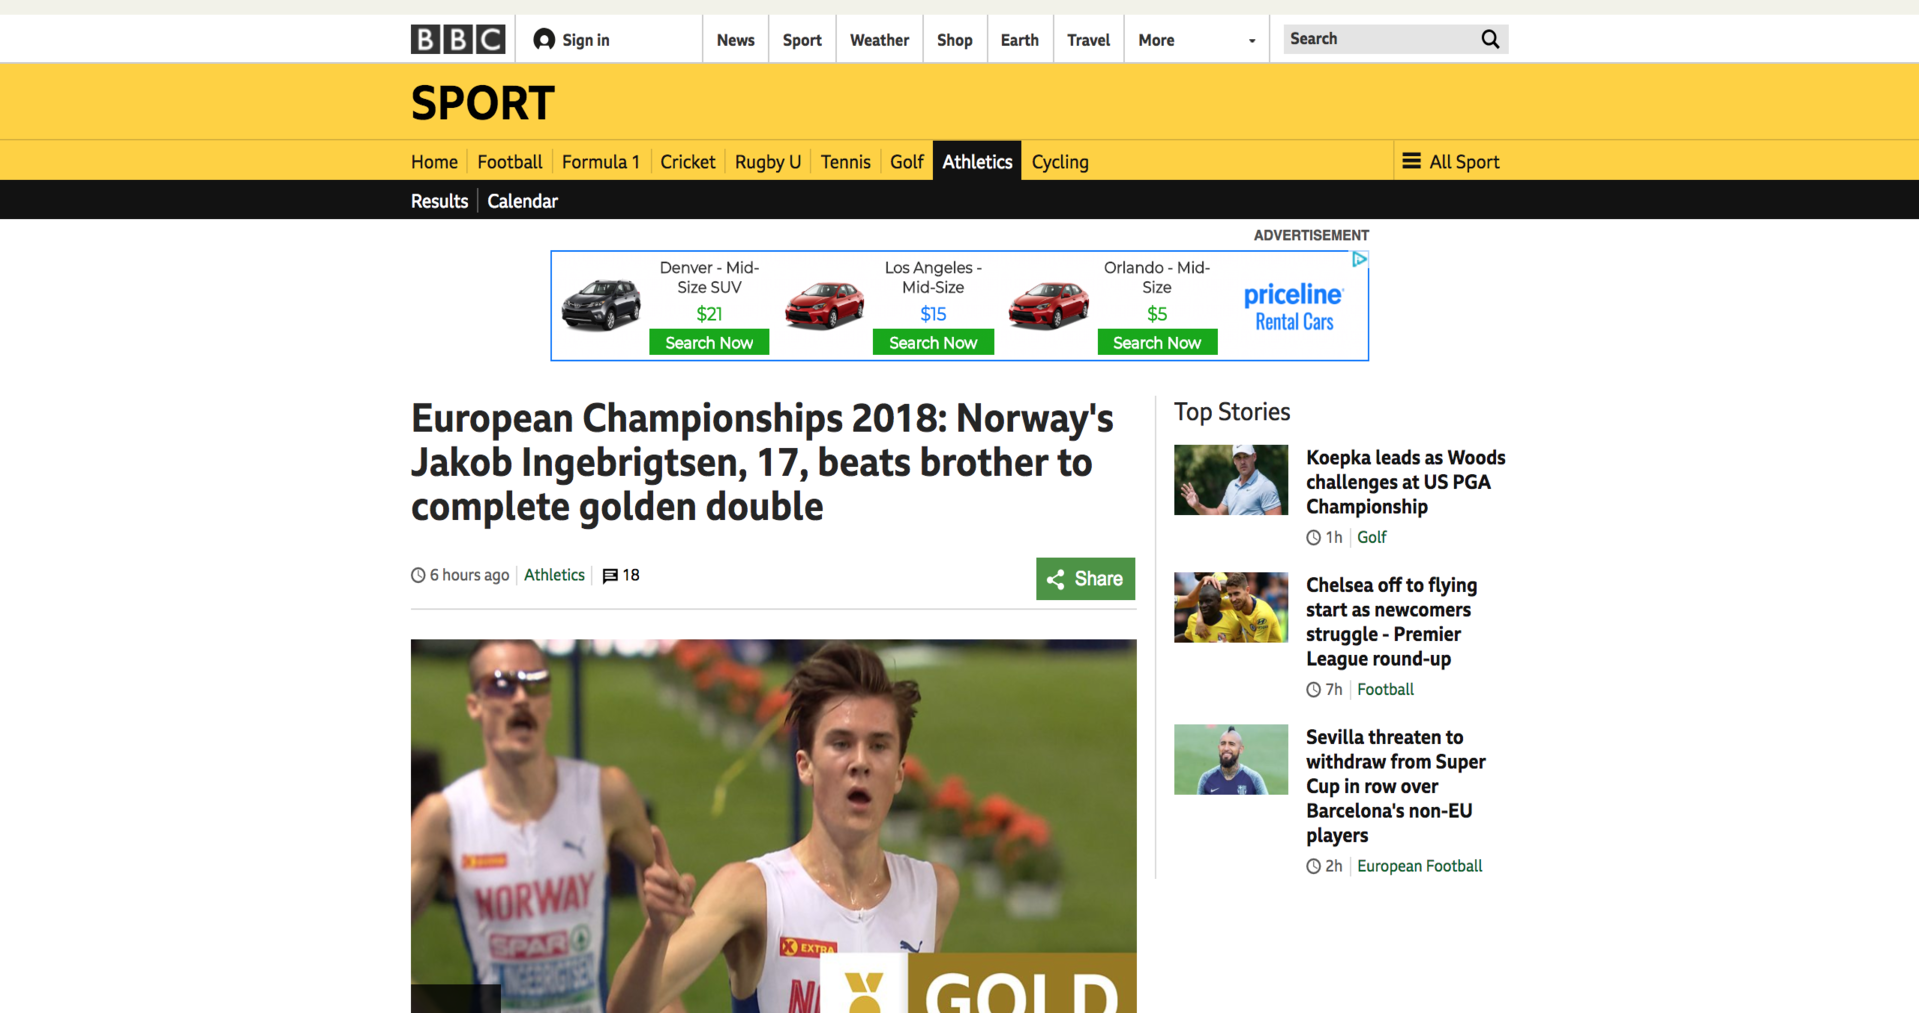 BBC
Sign in
News
Sport
Weather
Shop
Earth
Travel
More
Search
SPORT
Home
Football
Formula 1
Cricket
Rugby U
Tennis
Golf
Athletics
Cycling
All Sport
Results
Calendar
ADVERTISEMENT
Denver - Mid-
Size SUV
$21
Search Now
Los Angeles -
Mid-Size
$15
Search Now
Orlando - Mid-
Size
$5
Search Now
priceline
Rental Cars
European Championships 2018: Norway's
Jakob Ingebrigtsen, 17, beats brother to
complete golden double
6 hours ago
Athletics
18
Share
NORWAY
SPAR
INGEBRIGTSEN
EXTRA
GOLD
Top Stories
Koepka leads as Woods
challenges at US PGA
Championship
1h
Golf
Chelsea off to flying
start as newcomers
struggle - Premier
League round-up
7h
Football
Sevilla threaten to
withdraw from Super
Cup in row over
Barcelona's non-EU
players
2h
European Football